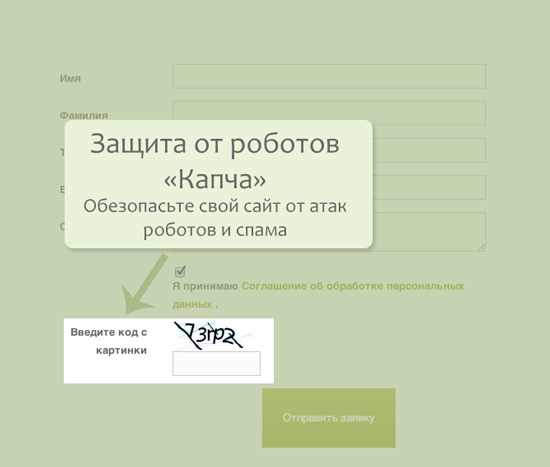 Имя
Фамилия
Защита от роботов
«Капча»
Обезопасьте свой сайт от атак
роботов и спама
Я принимаю Соглашение об обработке персональных
данных .
Введите код с
картинки
Отправить заявку